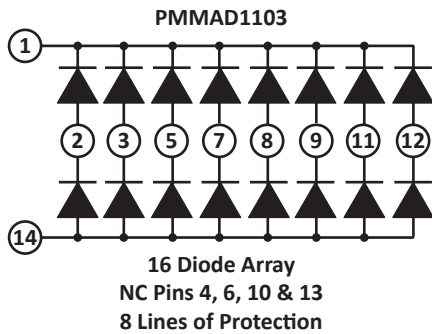 PMMAD1103
1
2 3 5 7 8 9 11 12
14
16 Diode Array
NC Pins 4, 6, 10 & 13
8 Lines of Protection